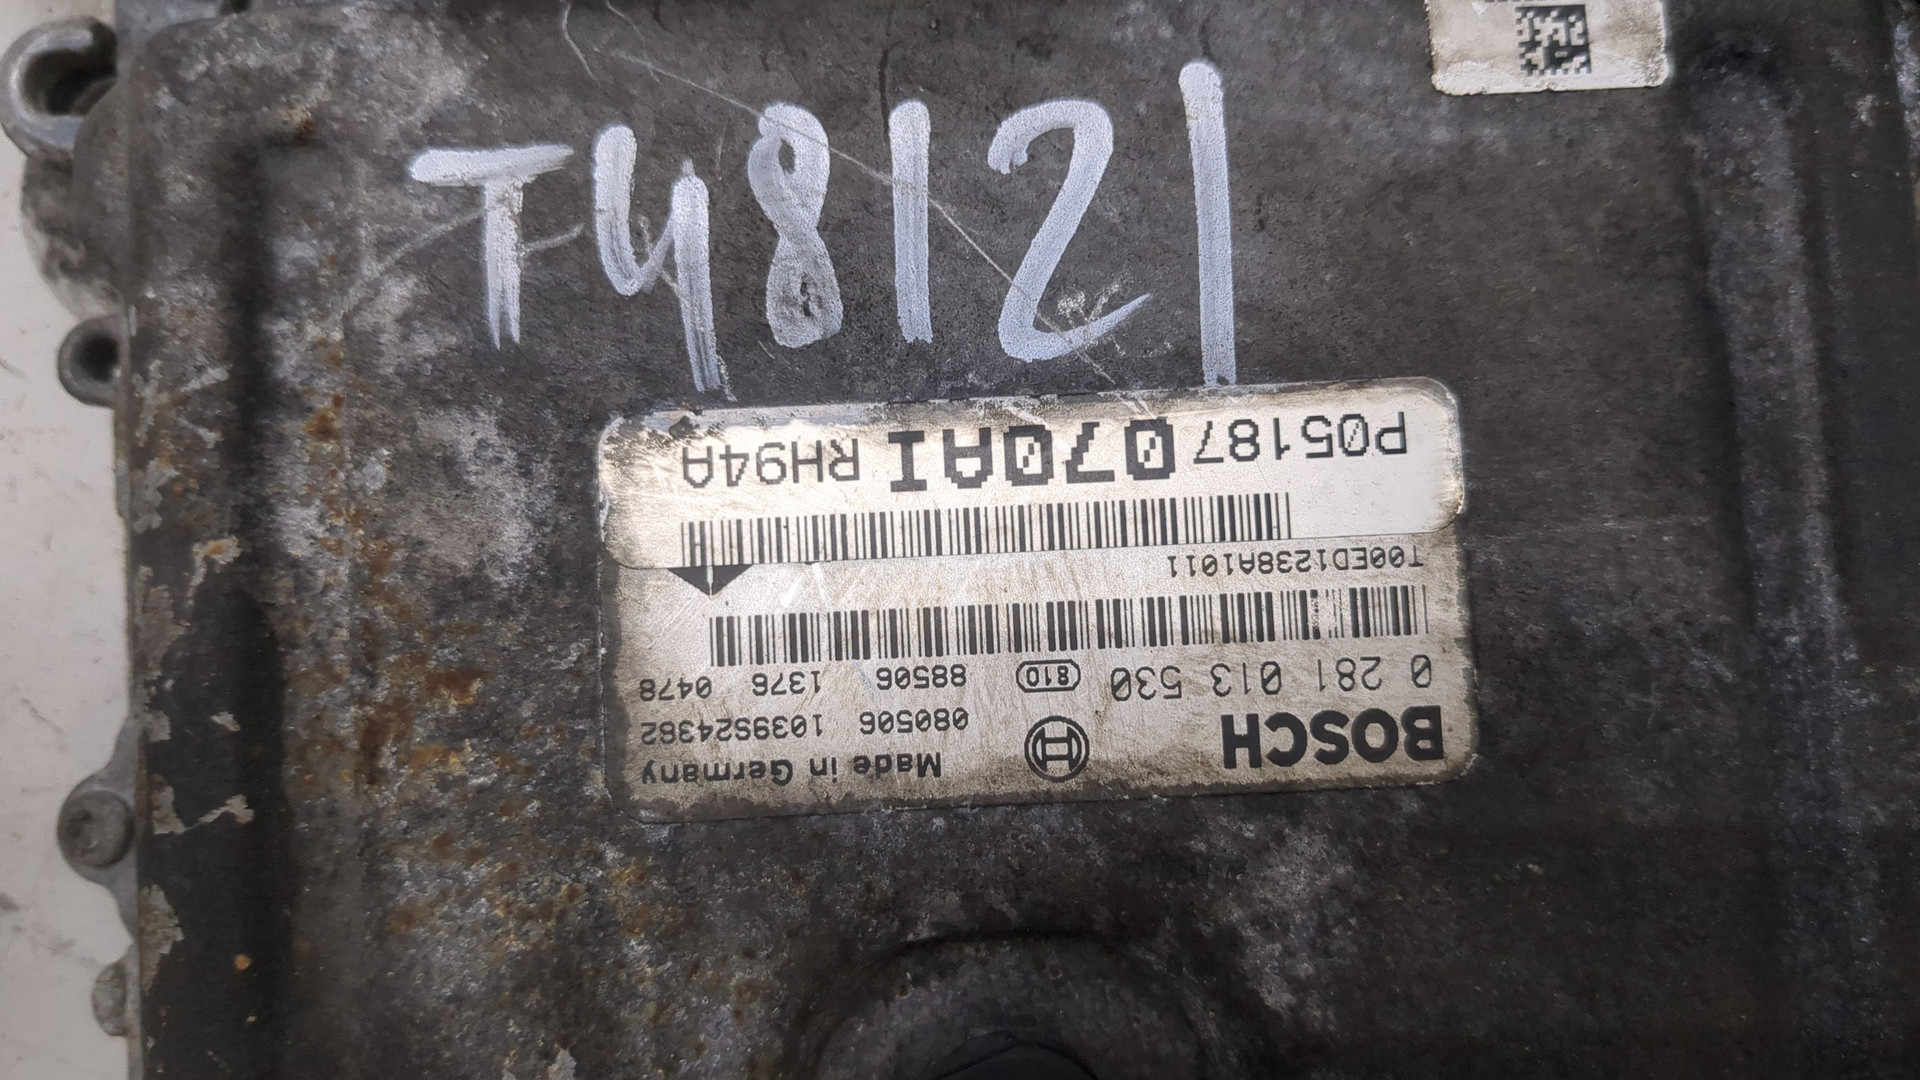 T48121
BOSCH Made in Germany
080506 1039S24382
0 281 013 530 810 88506 1376 0478
T00ED1238A1011
P05187070AI RH94A